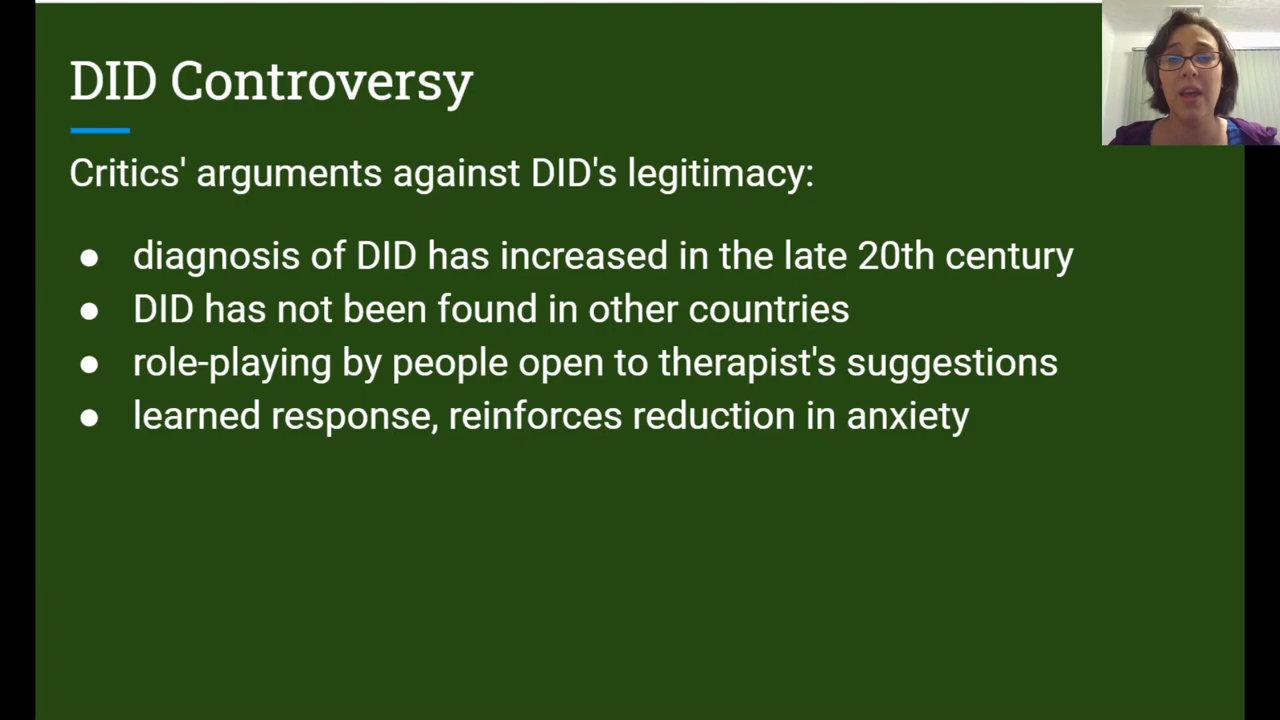 DID Controversy
Critics' arguments against DID's legitimacy:
● diagnosis of DID has increased in the late 20th century
● DID has not been found in other countries
● role-playing by people open to therapist's suggestions
● learned response, reinforces reduction in anxiety